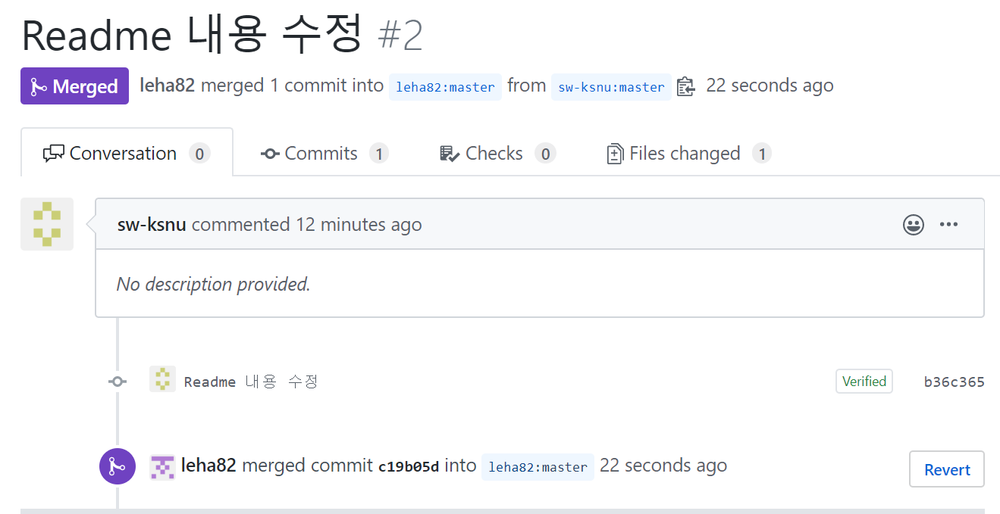 Readme 내용 수정 #2
Merged leha82 merged 1 commit into leha82:master from sw-ksnu:master 22 seconds ago
Conversation 0 Commits 1 Checks 0 Files changed 1
sw-ksnu commented 12 minutes ago
No description provided.
Readme 내용 수정 Verified b36c365
leha82 merged commit c19b05d into leha82:master 22 seconds ago Revert